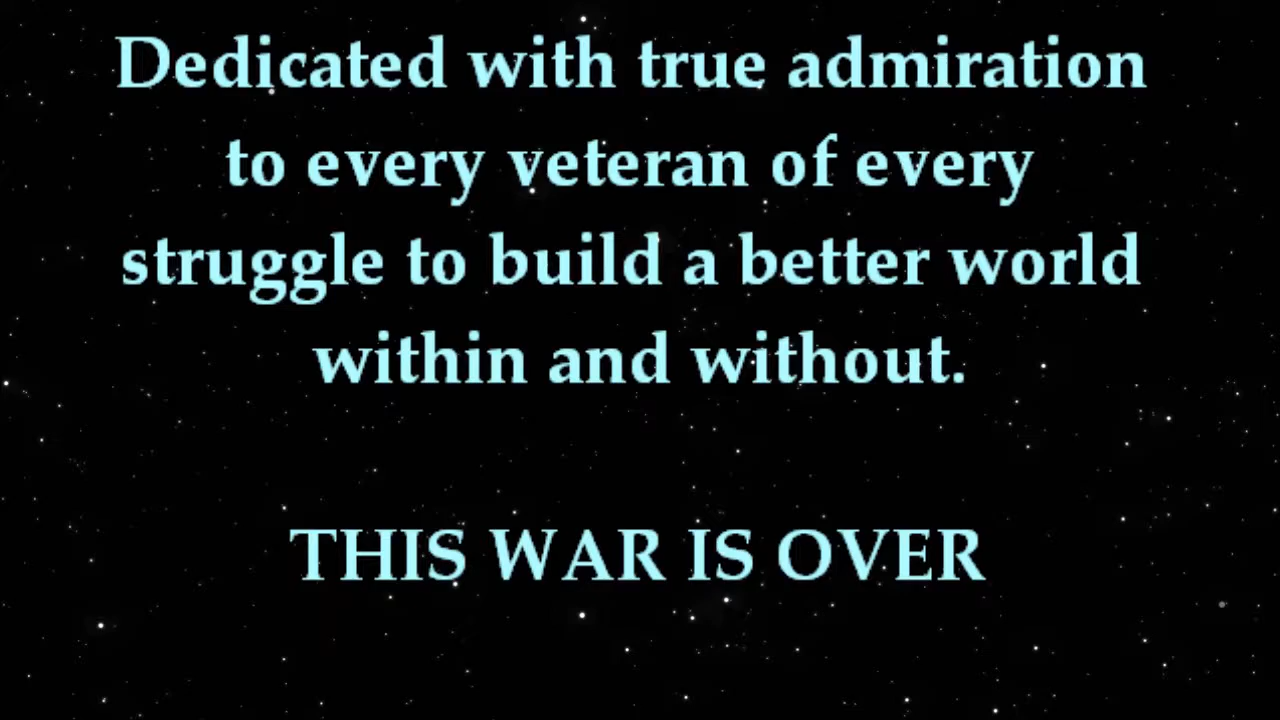 Dedicated with true admiration
to every veteran of every
struggle to build a better world
within and without.
THIS WAR IS OVER